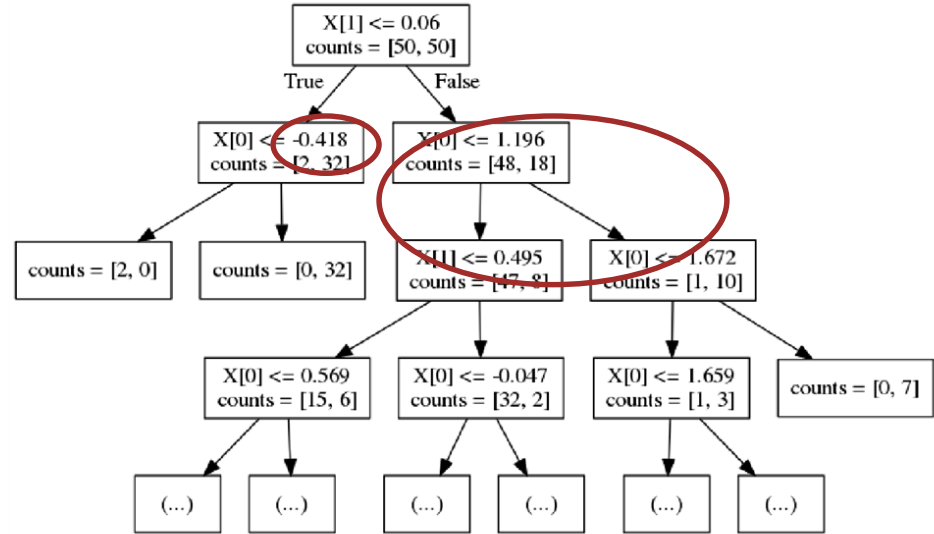 X[1] <= 0.06
counts = [50, 50]
True
False
X[0] <= -0.418
counts = [2, 32]
X[0] <= 1.196
counts = [48, 18]
counts = [2, 0]
counts = [0, 32]
X[1] <= 0.495
counts = [47, 8]
X[0] <= 1.672
counts = [1, 10]
X[0] <= 0.569
counts = [15, 6]
X[0] <= -0.047
counts = [32, 2]
X[0] <= 1.659
counts = [1, 3]
counts = [0, 7]
(...)
(...)
(...)
(...)
(...)
(...)